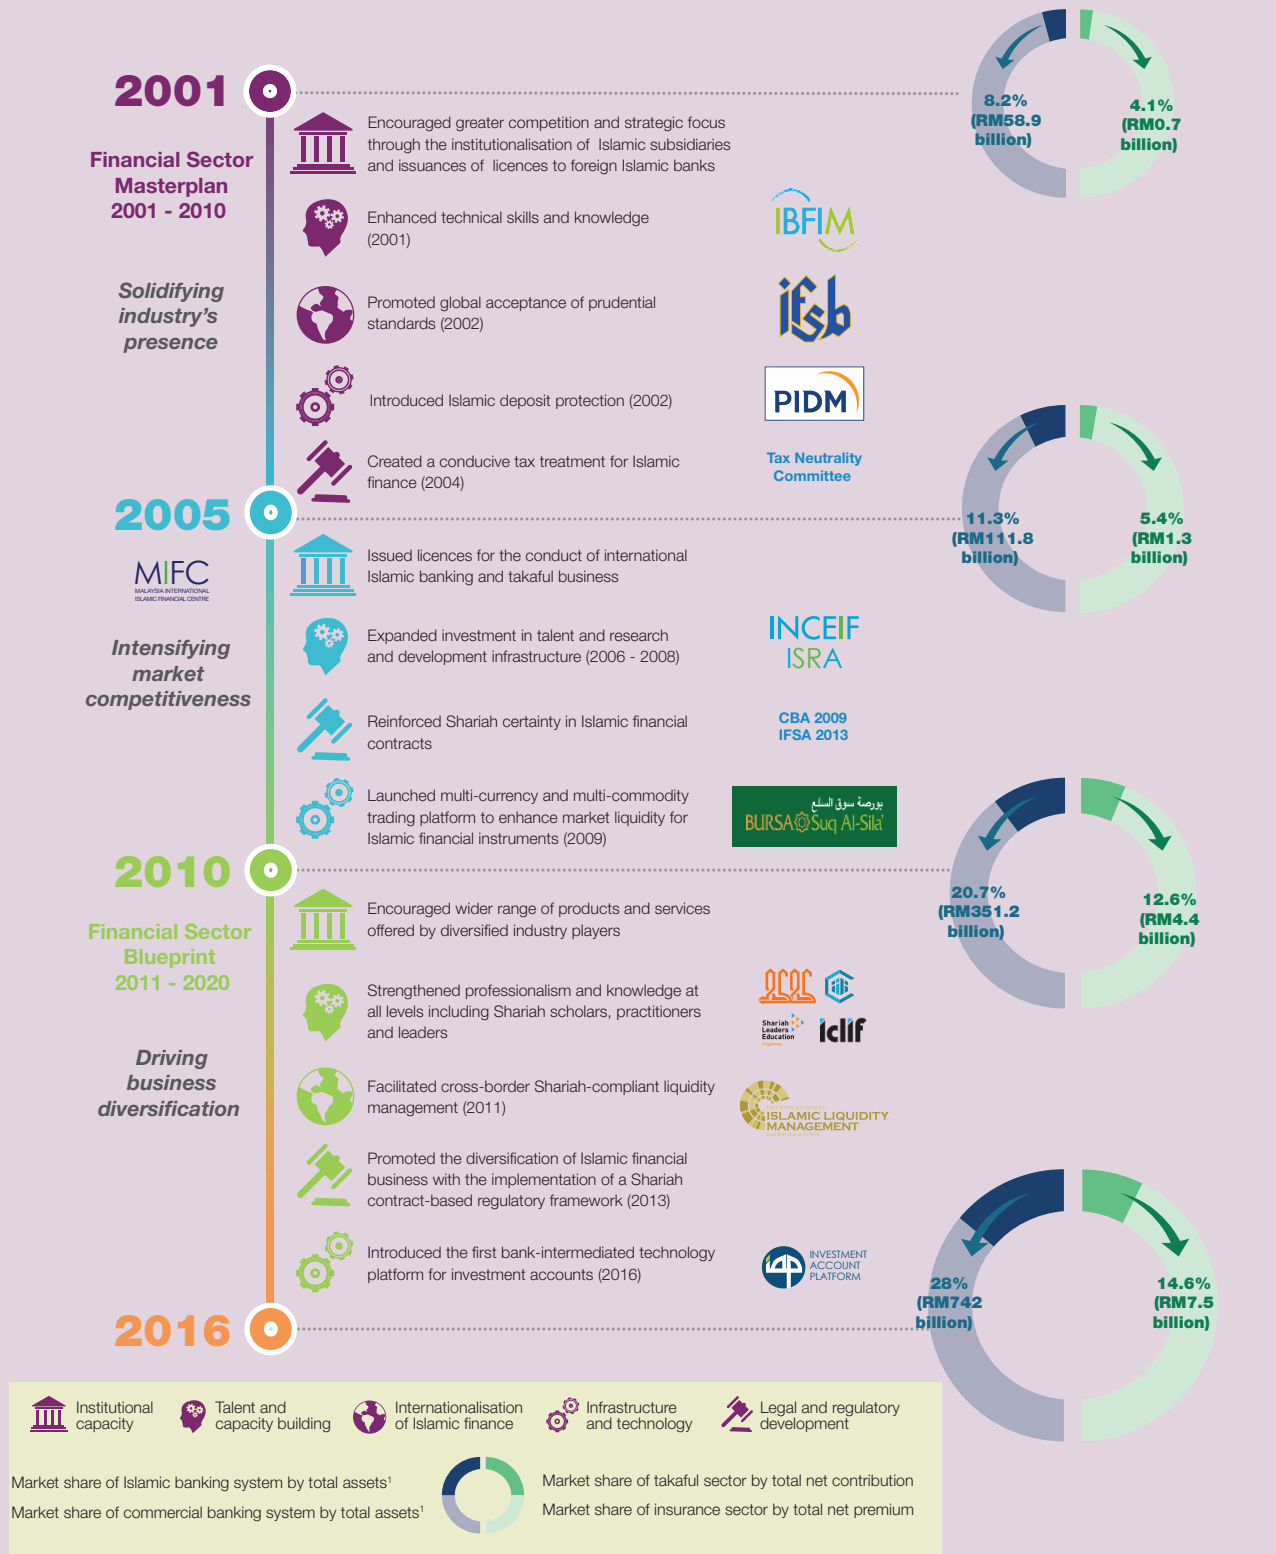 2001
Financial Sector
Masterplan
2001 - 2010
Solidifying
industry's
presence
Encouraged greater competition and strategic focus
through the institutionalisation of Islamic subsidiaries
and issuances of licences to foreign Islamic banks
Enhanced technical skills and knowledge
(2001)
IBFIM
Promoted global acceptance of prudential
standards (2002)
ifsb
Introduced Islamic deposit protection (2002)
PIDM
Created a conducive tax treatment for Islamic
finance (2004)
Tax Neutrality
Committee
8.2%
(RM58.9
billion)
4.1%
(RM0.7
billion)
2005
MIFC
MALAYSIA INTERNATIONAL
ISLAMIC FINANCIAL CENTRE
Intensifying
market
competitiveness
Issued licences for the conduct of international
Islamic banking and takaful business
Expanded investment in talent and research
and development infrastructure (2006 - 2008)
INCEIF
ISRA
Reinforced Shariah certainty in Islamic financial
contracts
CBA 2009
IFSA 2013
Launched multi-currency and multi-commodity
trading platform to enhance market liquidity for
Islamic financial instruments (2009)
بورصة سوق السلع
BURSA Suq Al-Sila'
11.3%
(RM111.8
billion)
5.4%
(RM1.3
billion)
2010
Financial Sector
Blueprint
2011 - 2020
Driving
business
diversification
Encouraged wider range of products and services
offered by diversified industry players
Strengthened professionalism and knowledge at
all levels including Shariah scholars, practitioners
and leaders
Shariah
Leaders
Education
Programme
iclif
Facilitated cross-border Shariah-compliant liquidity
management (2011)
INTERNATIONAL
ISLAMIC LIQUIDITY
MANAGEMENT
CORPORATION
Promoted the diversification of Islamic financial
business with the implementation of a Shariah
contract-based regulatory framework (2013)
Introduced the first bank-intermediated technology
platform for investment accounts (2016)
iap
INVESTMENT
ACCOUNT
PLATFORM
20.7%
(RM351.2
billion)
12.6%
(RM4.4
billion)
2016
28%
(RM742
billion)
14.6%
(RM7.5
billion)
Institutional
capacity
Talent and
capacity building
Internationalisation
of Islamic finance
Infrastructure
and technology
Legal and regulatory
development
Market share of Islamic banking system by total assets¹
Market share of commercial banking system by total assets¹
Market share of takaful sector by total net contribution
Market share of insurance sector by total net premium